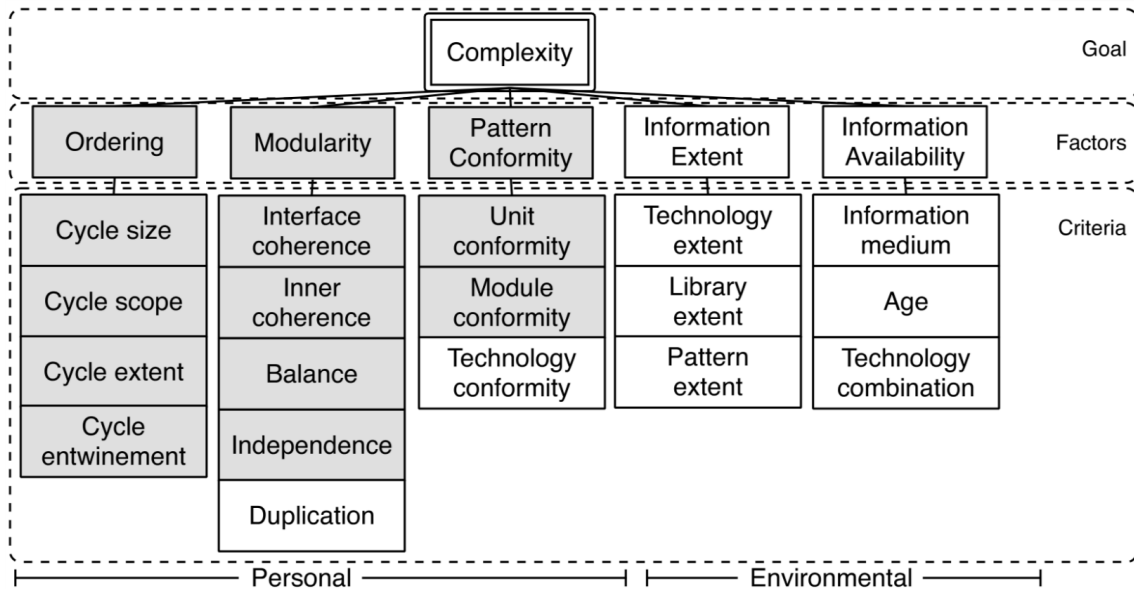 Complexity
Goal
Ordering
Modularity
Pattern
Conformity
Information
Extent
Information
Availability
Factors
Cycle size
Cycle scope
Cycle extent
Cycle
entwinement
Interface
coherence
Inner
coherence
Balance
Independence
Duplication
Unit
conformity
Module
conformity
Technology
conformity
Technology
extent
Library
extent
Pattern
extent
Information
medium
Age
Technology
combination
Criteria
Personal
Environmental